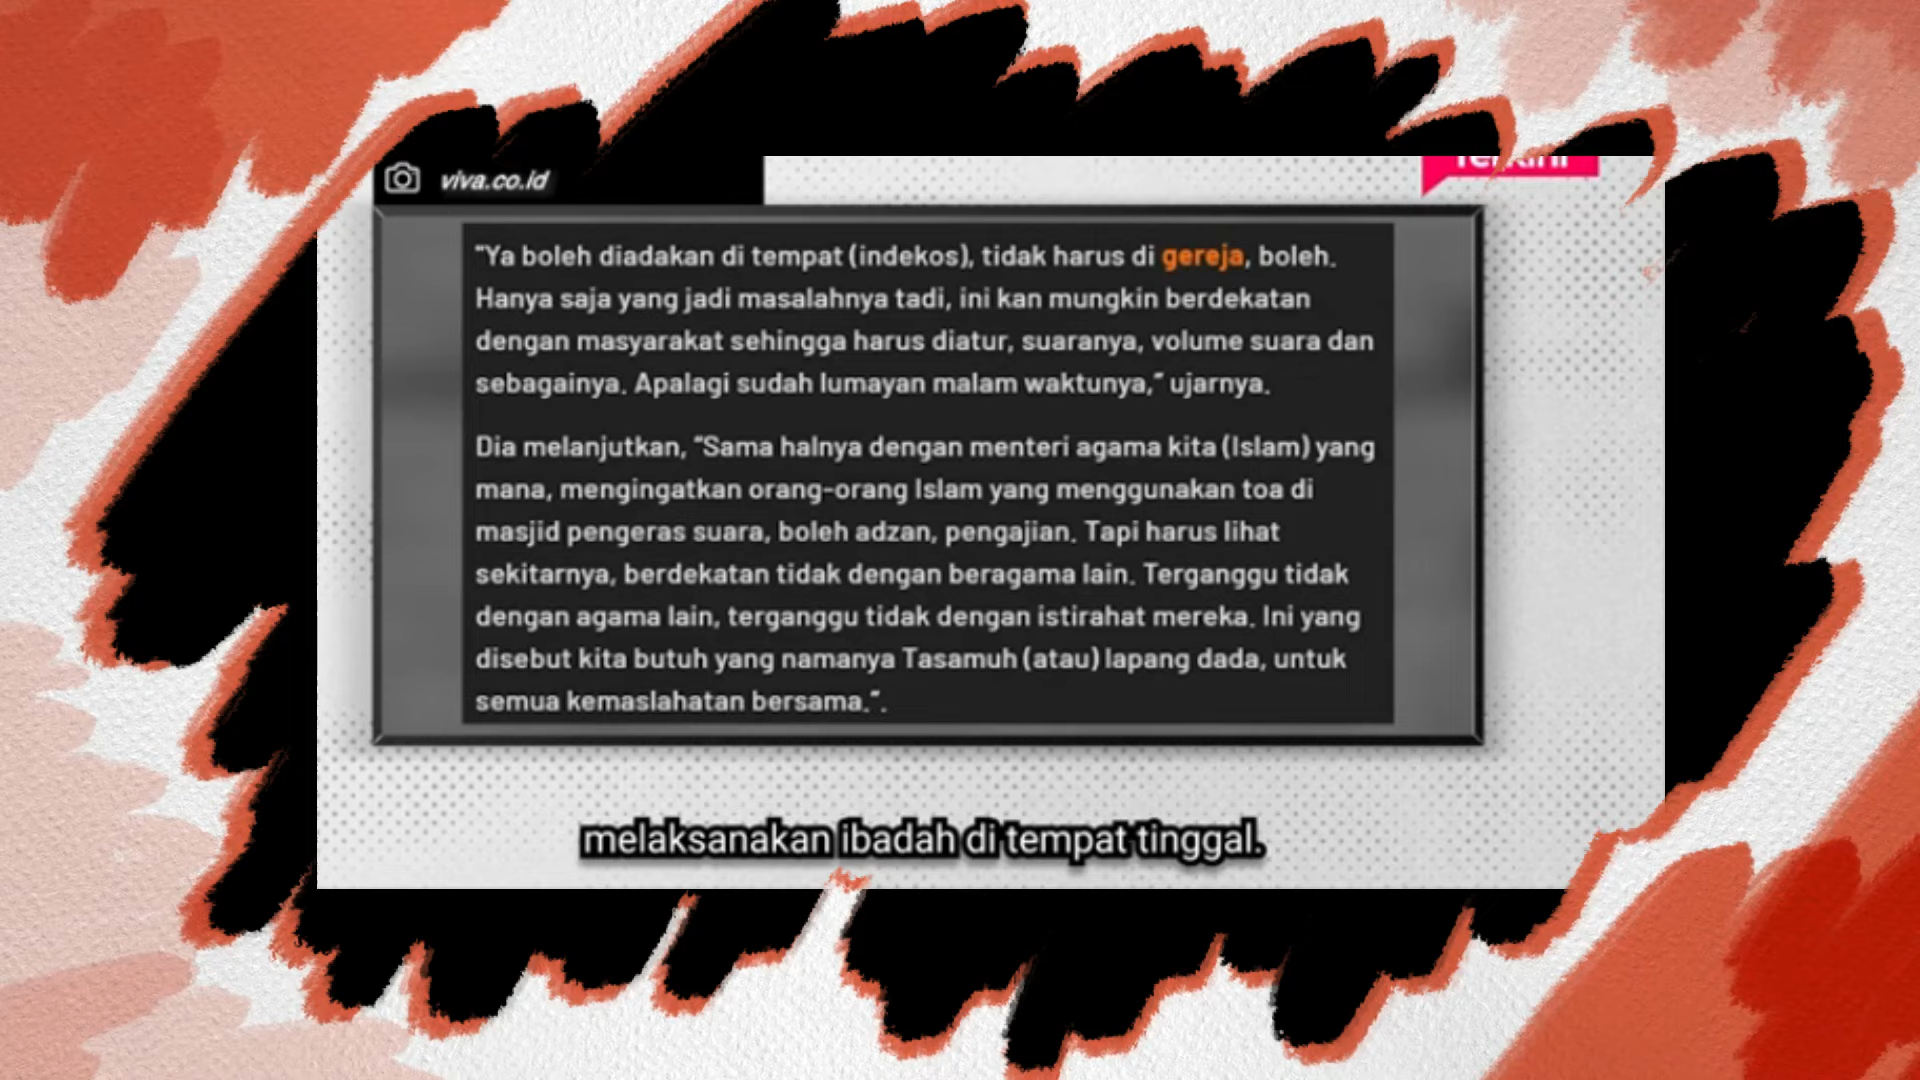 Terkini
viva.co.id
"Ya boleh diadakan di tempat (indekos), tidak harus di gereja, boleh.
Hanya saja yang jadi masalahnya tadi, ini kan mungkin berdekatan
dengan masyarakat sehingga harus diatur, suaranya, volume suara dan
sebagainya. Apalagi sudah lumayan malam waktunya," ujarnya.
Dia melanjutkan, "Sama halnya dengan menteri agama kita (Islam) yang
mana, mengingatkan orang-orang Islam yang menggunakan toa di
masjid pengeras suara, boleh adzan, pengajian. Tapi harus lihat
sekitarnya, berdekatan tidak dengan beragama lain. Terganggu tidak
dengan agama lain, terganggu tidak dengan istirahat mereka. Ini yang
disebut kita butuh yang namanya Tasamuh (atau) lapang dada, untuk
semua kemaslahatan bersama.".
melaksanakan ibadah di tempat tinggal.